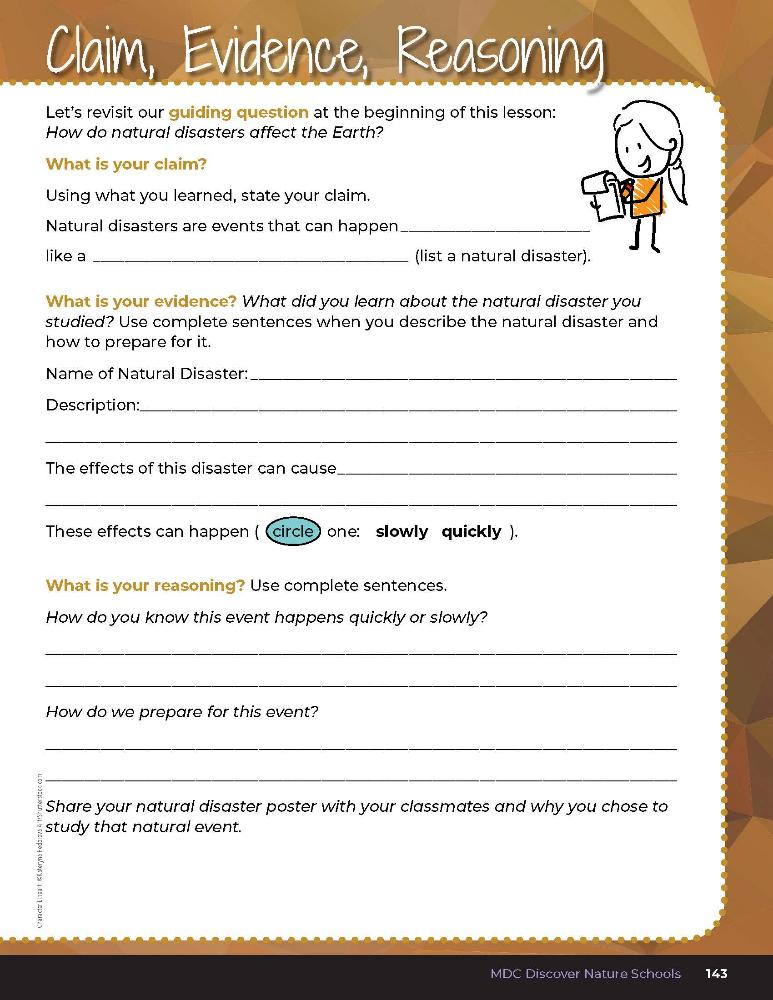 Claim, Evidence, Reasoning
Let's revisit our guiding question at the beginning of this lesson:
How do natural disasters affect the Earth?
What is your claim?
Using what you learned, state your claim.
Natural disasters are events that can happen
like a (list a natural disaster).
What is your evidence? What did you learn about the natural disaster you
studied? Use complete sentences when you describe the natural disaster and
how to prepare for it.
Name of Natural Disaster:
Description:
The effects of this disaster can cause
These effects can happen ( circle one: slowly quickly ).
What is your reasoning? Use complete sentences.
How do you know this event happens quickly or slowly?
How do we prepare for this event?
Share your natural disaster poster with your classmates and why you chose to
study that natural event.
MDC Discover Nature Schools 143